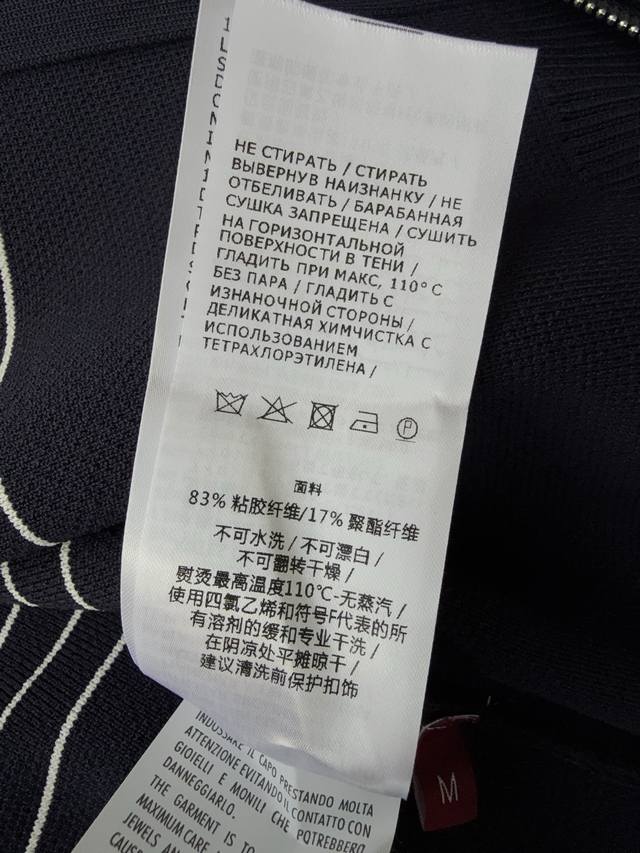 НЕ СТИРАТЬ / СТИРАТЬ
ВЫВЕРНУВ НАИЗНАНКУ / НЕ
ОТБЕЛИВАТЬ / БАРАБАННАЯ
СУШКА ЗАПРЕЩЕНА / СУШИТЬ
НА ГОРИЗОНТАЛЬНОЙ
ПОВЕРХНОСТИ В ТЕНИ /
ГЛАДИТЬ ПРИ МАКС, 110° C
БЕЗ ПАРА / ГЛАДИТЬ С
ИЗНАНОЧНОЙ СТОРОНЫ /
ДЕЛИКАТНАЯ ХИМЧИСТКА С
ИСПОЛЬЗОВАНИЕМ
ТЕТРАХЛОРЭТИЛЕНА /
P
面料
83% 粘胶纤维/17% 聚酯纤维
不可水洗 / 不可漂白 /
不可翻转干燥 /
熨烫最高温度110℃-无蒸汽 /
使用四氯乙烯和符号F代表的所
有溶剂的缓和专业干洗 /
在阴凉处平摊晾干 /
建议清洗前保护扣饰
INDOSSARE IL CAPO PRESTANDO MOLTA
ATTENZIONE EVITANDO IL CONTATTO CON
GIOIELLI E MONILI CHE POTREBBERO
DANNEGGIARLO.
THE GARMENT IS TO
MAXIMUM CARE
JEWELS AND
M